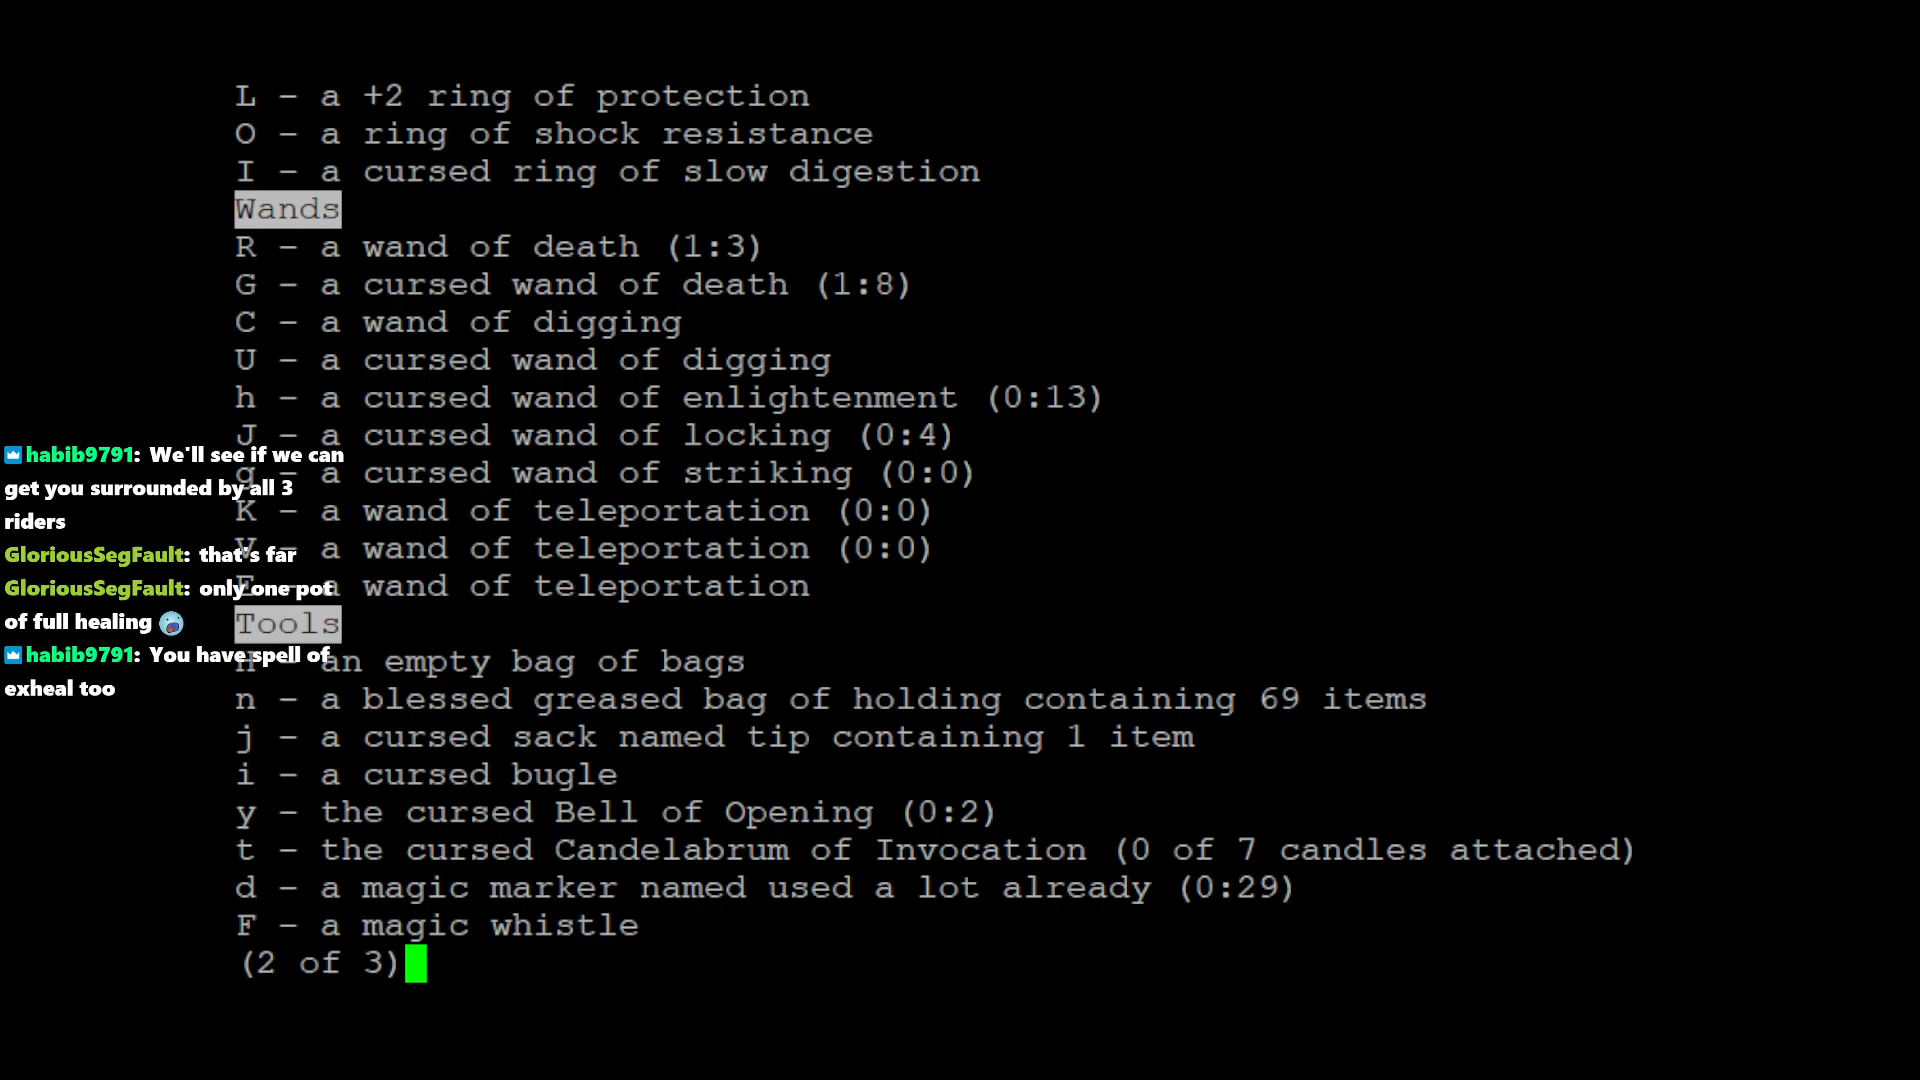 L - a +2 ring of protection
O - a ring of shock resistance
I - a cursed ring of slow digestion
Wands
R - a wand of death (1:3)
G - a cursed wand of death (1:8)
C - a wand of digging
U - a cursed wand of digging
h - a cursed wand of enlightenment (0:13)
J - a cursed wand of locking (0:4)
q - a cursed wand of striking (0:0)
K - a wand of teleportation (0:0)
V - a wand of teleportation (0:0)
E - a wand of teleportation
Tools
H - an empty bag of bags
n - a blessed greased bag of holding containing 69 items
j - a cursed sack named tip containing 1 item
i - a cursed bugle
y - the cursed Bell of Opening (0:2)
t - the cursed Candelabrum of Invocation (0 of 7 candles attached)
d - a magic marker named used a lot already (0:29)
F - a magic whistle
(2 of 3)
habib9791: We'll see if we can
get you surrounded by all 3
riders
GloriousSegFault: that's far
GloriousSegFault: only one pot
of full healing
habib9791: You have spell of
exheal too